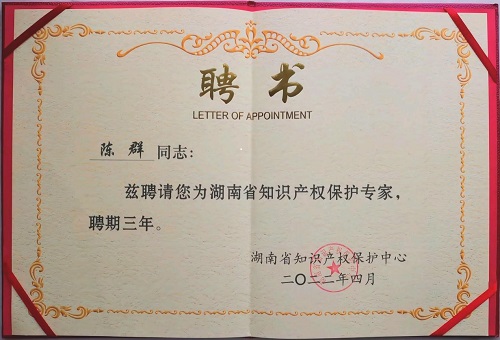 聘书
LETTER OF APPOINTMENT
陈群 同志:
兹聘请您为湖南省知识产权保护专家,
聘期三年。
湖南省知识产权保护中心
二〇二二年四月